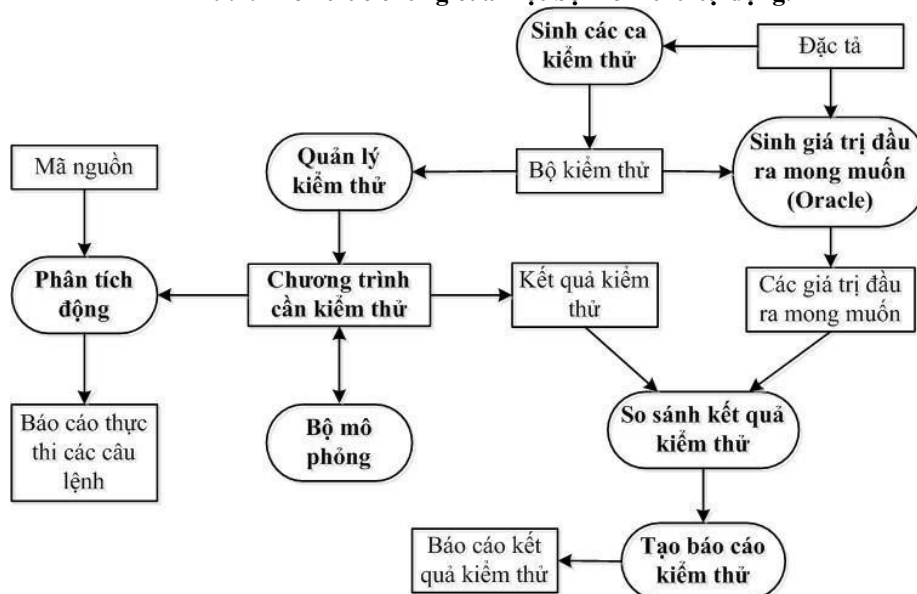 Sinh các ca
kiểm thử
Đặc tả
Mã nguồn
Quản lý
kiểm thử
Bộ kiểm thử
Sinh giá trị đầu
ra mong muốn
(Oracle)
Phân tích
động
Chương trình
cần kiểm thử
Kết quả kiểm
thử
Các giá trị đầu
ra mong muốn
Báo cáo thực
thi các câu
lệnh
Bộ mô
phỏng
So sánh kết quả
kiểm thử
Báo cáo kết
quả kiểm thử
Tạo báo cáo
kiểm thử